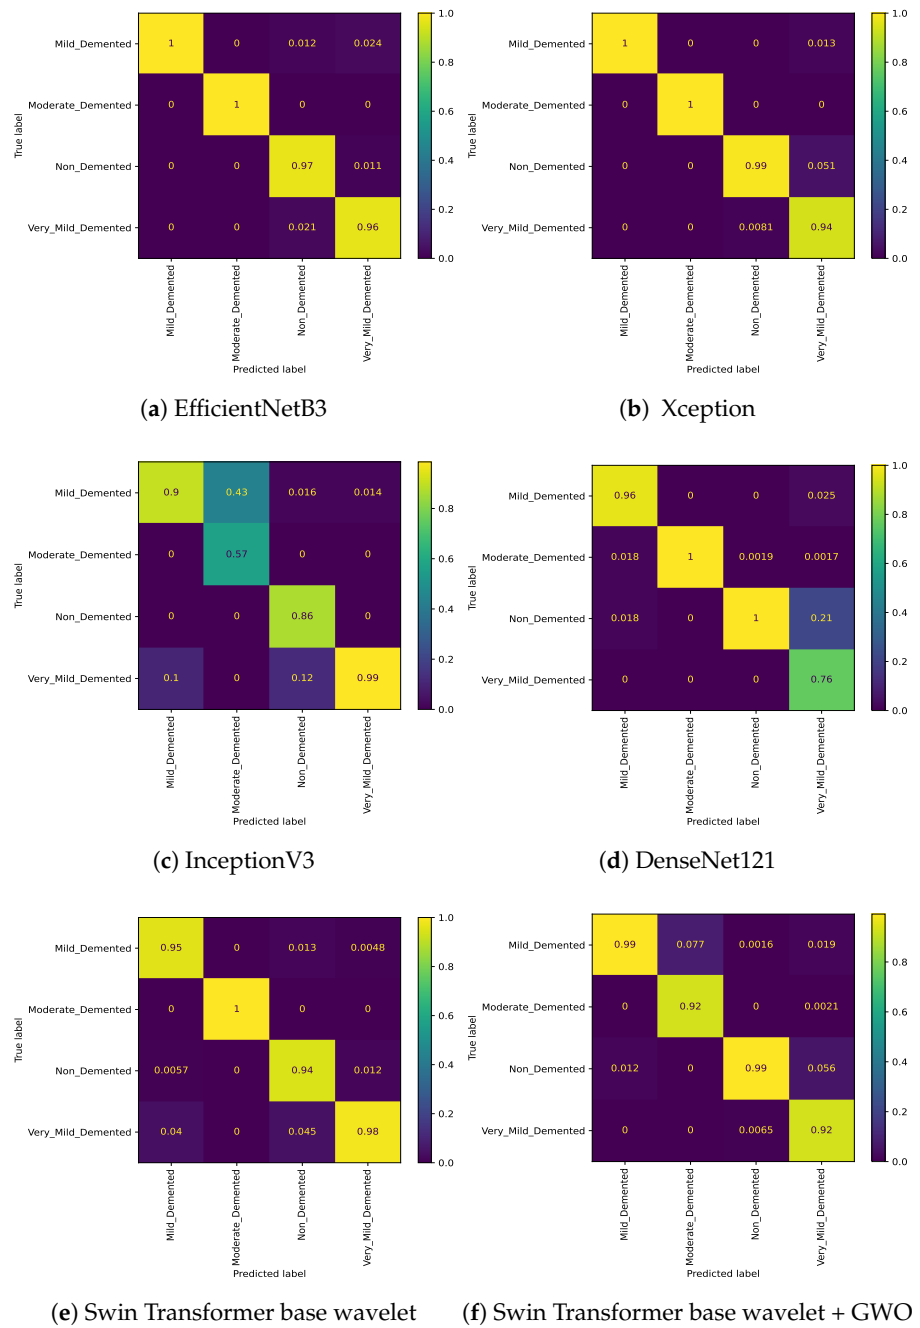 1.0
Mild_Demented 1 0 0.012 0.024
0.8
Moderate_Demented 0 1 0 0
0.6
True label
0.4
Non_Demented 0 0 0.97 0.011
0.2
Very_Mild_Demented 0 0 0.021 0.96
0.0
Mild_Demented Moderate_Demented Non_Demented Very_Mild_Demented
Predicted label
(a) EfficientNetB3
1.0
Mild_Demented 1 0 0 0.013
0.8
Moderate_Demented 0 1 0 0
0.6
True label
0.4
Non_Demented 0 0 0.99 0.051
0.2
Very_Mild_Demented 0 0 0.0081 0.94
0.0
Mild_Demented Moderate_Demented Non_Demented Very_Mild_Demented
Predicted label
(b) Xception
Mild_Demented 0.9 0.43 0.016 0.014
0.8
Moderate_Demented 0 0.57 0 0
0.6
True label
0.4
Non_Demented 0 0 0.86 0
0.2
Very_Mild_Demented 0.1 0 0.12 0.99
0.0
Mild_Demented Moderate_Demented Non_Demented Very_Mild_Demented
Predicted label
(c) InceptionV3
1.0
Mild_Demented 0.96 0 0 0.025
0.8
Moderate_Demented 0.018 1 0.0019 0.0017
0.6
True label
0.4
Non_Demented 0.018 0 1 0.21
0.2
Very_Mild_Demented 0 0 0 0.76
0.0
Mild_Demented Moderate_Demented Non_Demented Very_Mild_Demented
Predicted label
(d) DenseNet121
1.0
Mild_Demented 0.95 0 0.013 0.0048
0.8
Moderate_Demented 0 1 0 0
0.6
True label
0.4
Non_Demented 0.0057 0 0.94 0.012
0.2
Very_Mild_Demented 0.04 0 0.045 0.98
0.0
Mild_Demented Moderate_Demented Non_Demented Very_Mild_Demented
Predicted label
(e) Swin Transformer base wavelet
Mild_Demented 0.99 0.077 0.0016 0.019
0.8
Moderate_Demented 0 0.92 0 0.0021
0.6
True label
0.4
Non_Demented 0.012 0 0.99 0.056
0.2
Very_Mild_Demented 0 0 0.0065 0.92
0.0
Mild_Demented Moderate_Demented Non_Demented Very_Mild_Demented
Predicted label
(f) Swin Transformer base wavelet + GWO